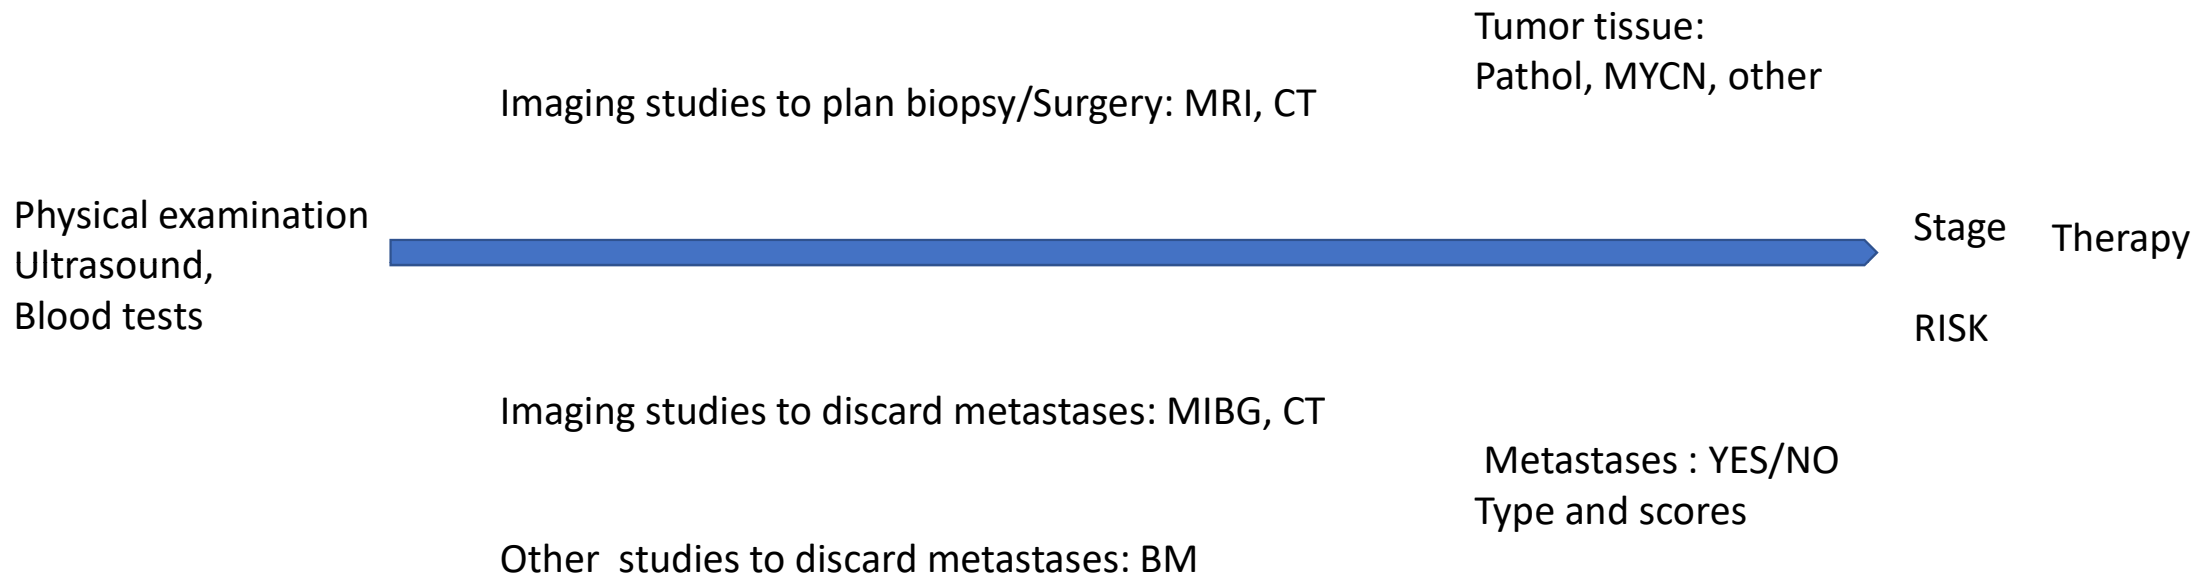 Physical examination
Ultrasound,
Blood tests
Imaging studies to plan biopsy/Surgery: MRI, CT
Imaging studies to discard metastases: MIBG, CT
Other  studies to discard metastases: BM
Tumor tissue:
Pathol, MYCN, other
Metastases : YES/NO
Type and scores
Stage
RISK
Therapy